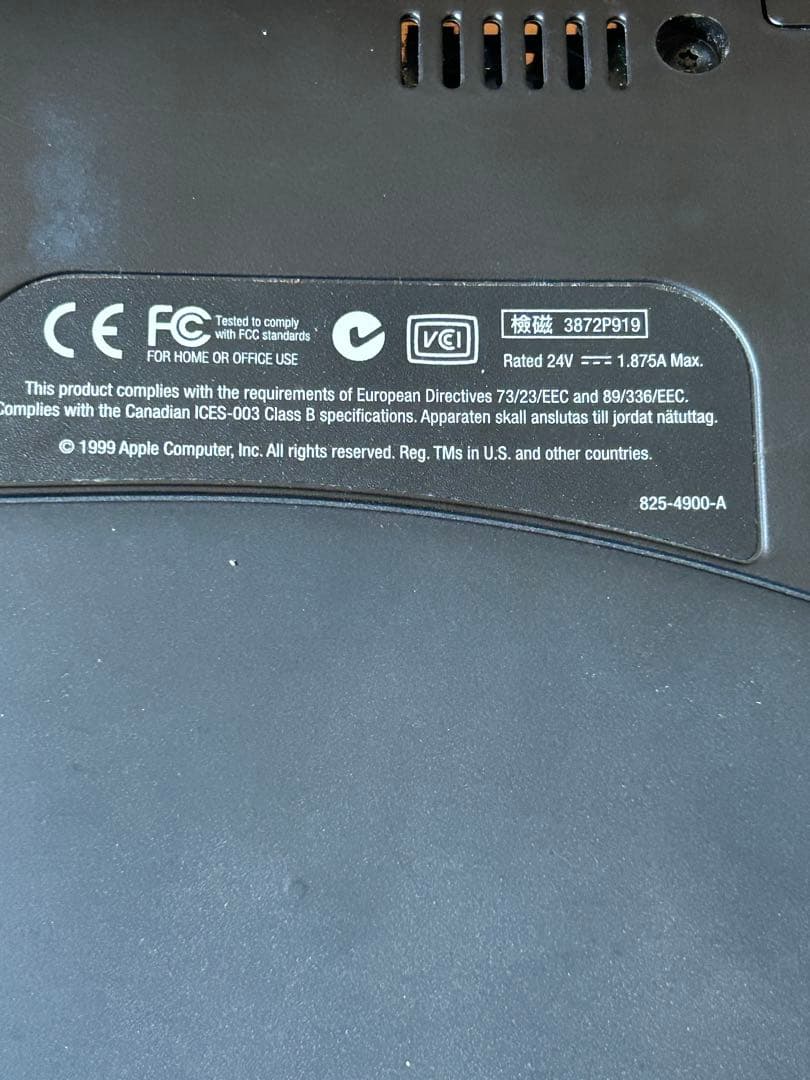 CE FC Tested to comply
with FCC standards
FOR HOME OR OFFICE USE
VCI
檢磁 3872P919
Rated 24V ⎓ 1.875A Max.
This product complies with the requirements of European Directives 73/23/EEC and 89/336/EEC.
Complies with the Canadian ICES-003 Class B specifications. Apparaten skall anslutas till jordat nätuttag.
© 1999 Apple Computer, Inc. All rights reserved. Reg. TMs in U.S. and other countries.
825-4900-A